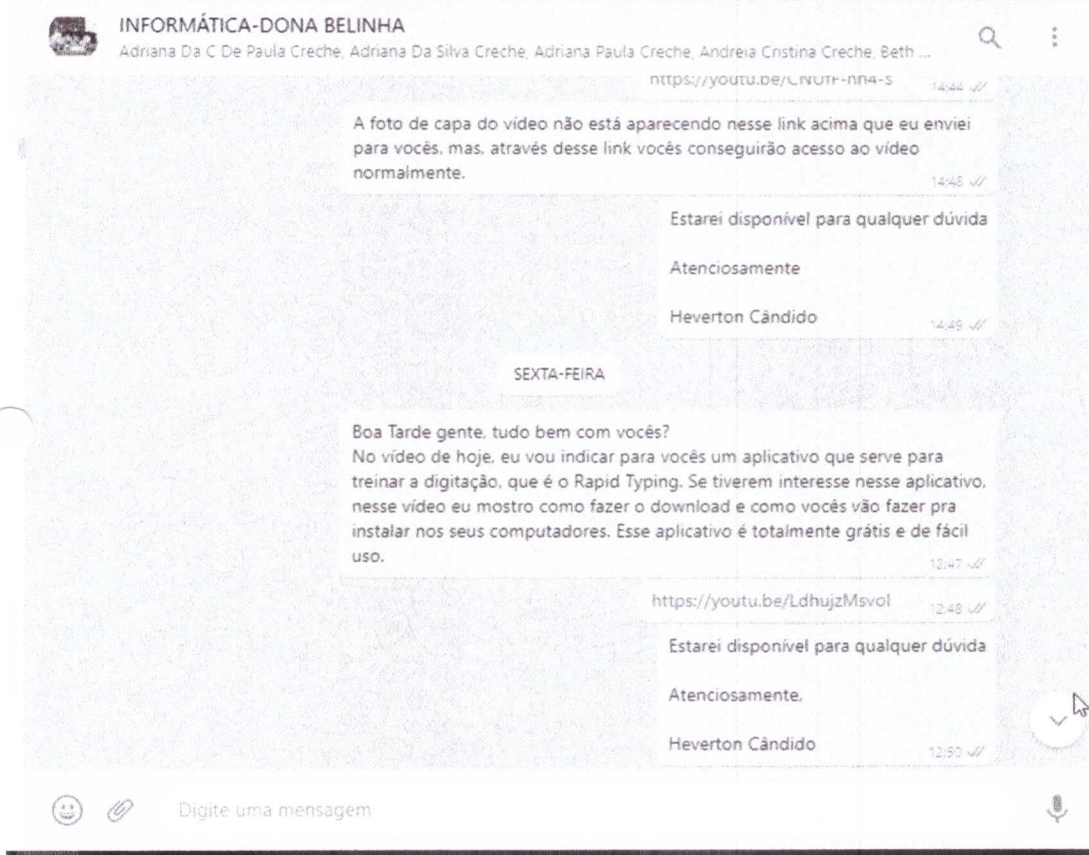 INFORMÁTICA-DONA BELINHA
Adriana Da C De Paula Creche, Adriana Da Silva Creche, Adriana Paula Creche, Andreia Cristina Creche, Beth ...
14:44
A foto de capa do vídeo não está aparecendo nesse link acima que eu enviei
para vocês, mas, através desse link vocês conseguirão acesso ao vídeo
normalmente.
14:48
Estarei disponível para qualquer dúvida
Atenciosamente
Heverton Cândido
14:49
SEXTA-FEIRA
Boa Tarde gente, tudo bem com vocês?
No vídeo de hoje, eu vou indicar para vocês um aplicativo que serve para
treinar a digitação, que é o Rapid Typing. Se tiverem interesse nesse aplicativo,
nesse vídeo eu mostro como fazer o download e como vocês vão fazer pra
instalar nos seus computadores. Esse aplicativo é totalmente grátis e de fácil
uso.
12:47
https://youtu.be/LdhujzMsvoI
12:48
Estarei disponível para qualquer dúvida
Atenciosamente,
Heverton Cândido
12:50
Digite uma mensagem